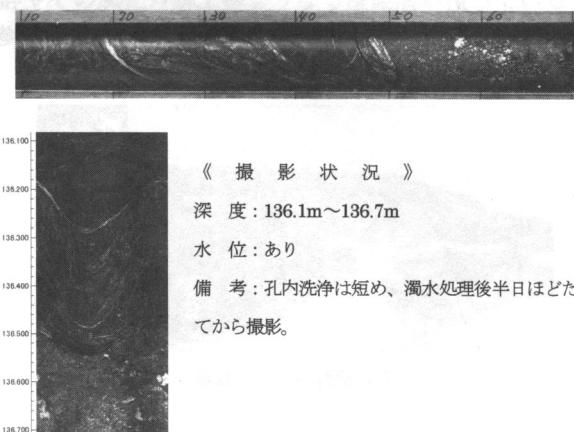 10 20 30 40 50 60
136.100
136.200
136.300
136.400
136.500
136.600
136.700
《 撮 影 状 況 》
深 度：136.1m～136.7m
水 位：あり
備 考：孔内洗浄は短め、濁水処理後半日ほどた
てから撮影。